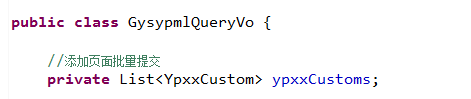 public class GysypmlQueryVo {
//添加页面批量提交
private List<YpxxCustom> ypxxCustoms;